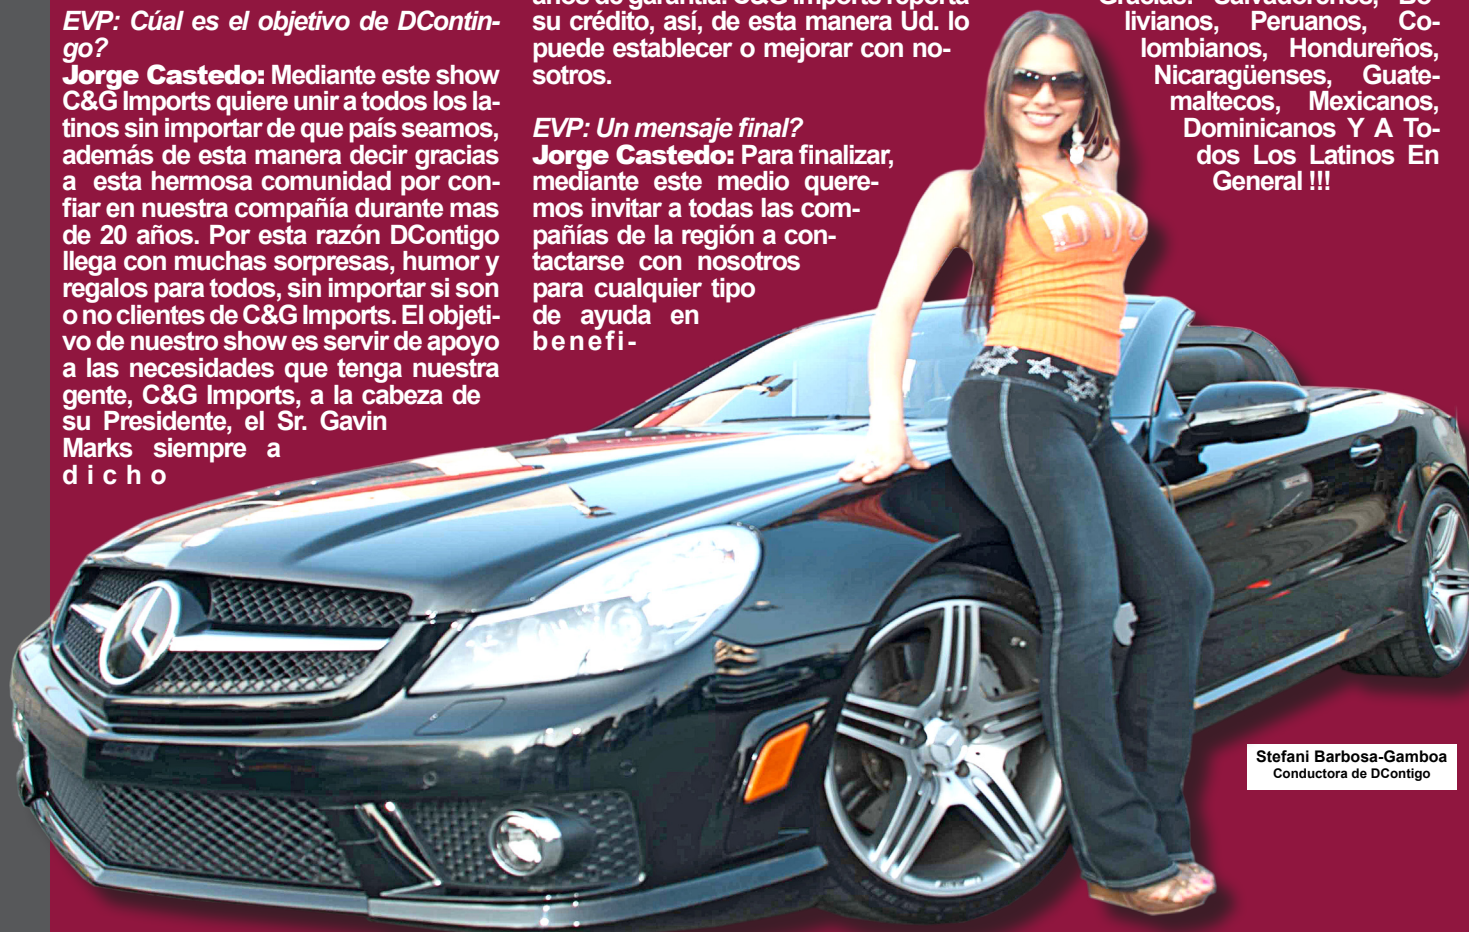 EVP: Cúal es el objetivo de DContin-
go?
Jorge Castedo: Mediante este show
C&G Imports quiere unir a todos los la-
tinos sin importar de que país seamos,
además de esta manera decir gracias
a esta hermosa comunidad por con-
fiar en nuestra compañía durante mas
de 20 años. Por esta razón DContigo
llega con muchas sorpresas, humor y
regalos para todos, sin importar si son
o no clientes de C&G Imports. El objeti-
vo de nuestro show es servir de apoyo
a las necesidades que tenga nuestra
gente, C&G Imports, a la cabeza de
su Presidente, el Sr. Gavin
Marks siempre a
dicho
años de garantía. C&G Imports reporta
su crédito, así, de esta manera Ud. lo
puede establecer o mejorar con no-
sotros.
EVP: Un mensaje final?
Jorge Castedo: Para finalizar,
mediante este medio quere-
mos invitar a todas las com-
pañías de la región a con-
tactarse con nosotros
para cualquier tipo
de ayuda en
benefi-
Gracias! Salvadoreños, Bo-
livianos, Peruanos, Co-
lombianos, Hondureños,
Nicaragüenses, Guate-
maltecos, Mexicanos,
Dominicanos Y A To-
dos Los Latinos En
General !!!
Stefani Barbosa-Gamboa
Conductora de DContigo